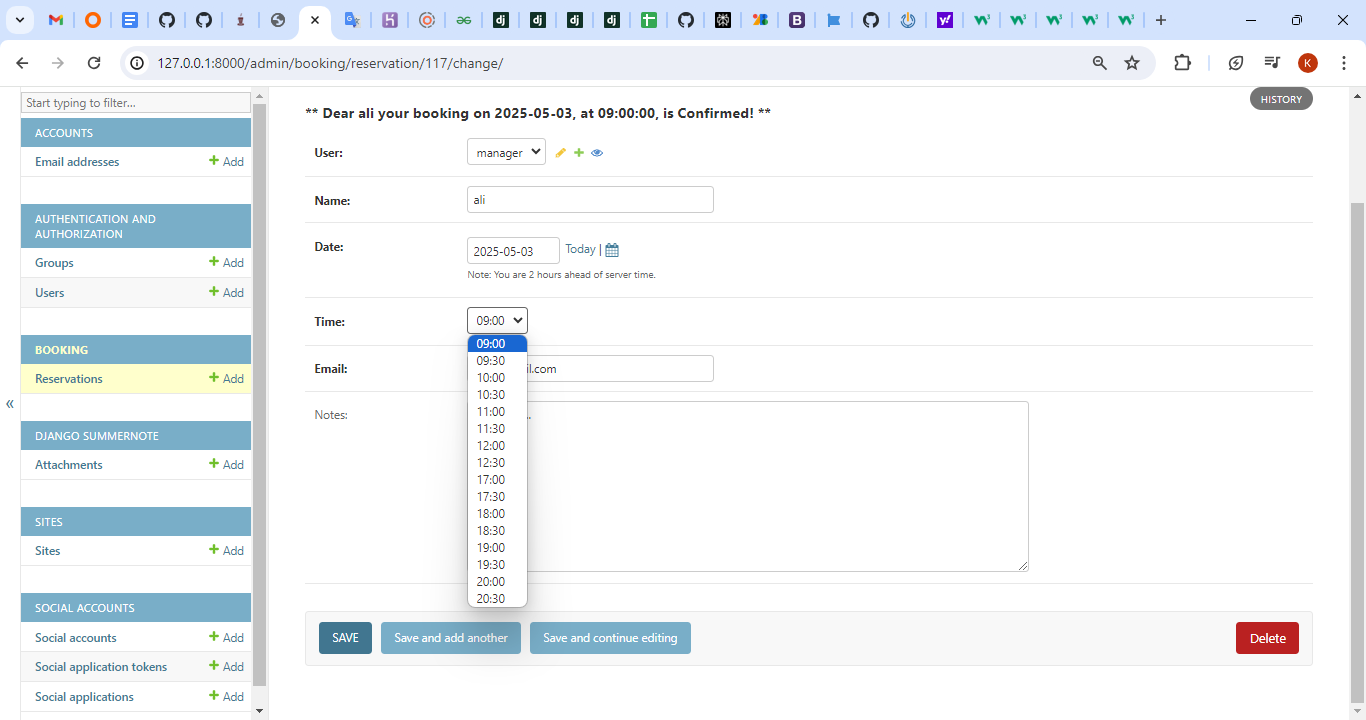 127.0.0.1:8000/admin/booking/reservation/117/change/
K
Start typing to filter...
ACCOUNTS
Email addresses + Add
AUTHENTICATION AND
AUTHORIZATION
Groups + Add
Users + Add
BOOKING
Reservations + Add
DJANGO SUMMERNOTE
Attachments + Add
SITES
Sites + Add
SOCIAL ACCOUNTS
Social accounts + Add
Social application tokens + Add
Social applications + Add
«
HISTORY
** Dear ali your booking on 2025-05-03, at 09:00:00, is Confirmed! **
User: manager
Name: ali
Date: 2025-05-03 Today |
Note: You are 2 hours ahead of server time.
Time: 09:00
09:00
09:30
10:00
10:30
11:00
11:30
12:00
12:30
17:00
17:30
18:00
18:30
19:00
19:30
20:00
20:30
Email: il.com
Notes:
SAVE Save and add another Save and continue editing Delete